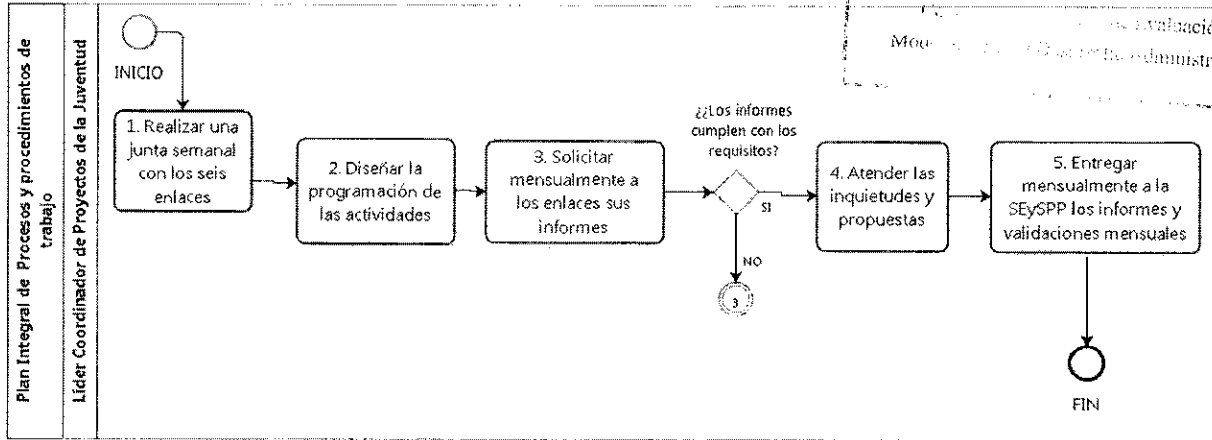 Plan Integral de Procesos y procedimientos de
trabajo
Líder Coordinador de Proyectos de la Juventud
INICIO
1. Realizar una
junta semanal
con los seis
enlaces
2. Diseñar la
programación de
las actividades
3. Solicitar
mensualmente a
los enlaces sus
informes
¿¿Los informes
cumplen con los
requisitos?
SI
NO
3
4. Atender las
inquietudes y
propuestas
5. Entregar
mensualmente a la
SEySPP los informes y
validaciones mensuales
FIN